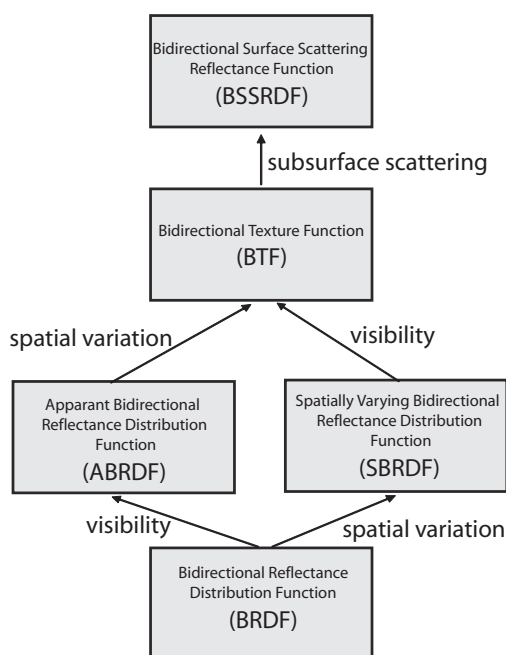 Bidirectional Surface Scattering
Reflectance Function
(BSSRDF)
subsurface scattering
Bidirectional Texture Function
(BTF)
spatial variation
visibility
Apparant Bidirectional
Reflectance Distribution
Function
(ABRDF)
Spatially Varying Bidirectional
Reflectance Distribution
Function
(SBRDF)
visibility
spatial variation
Bidirectional Reflectance
Distribution Function
(BRDF)